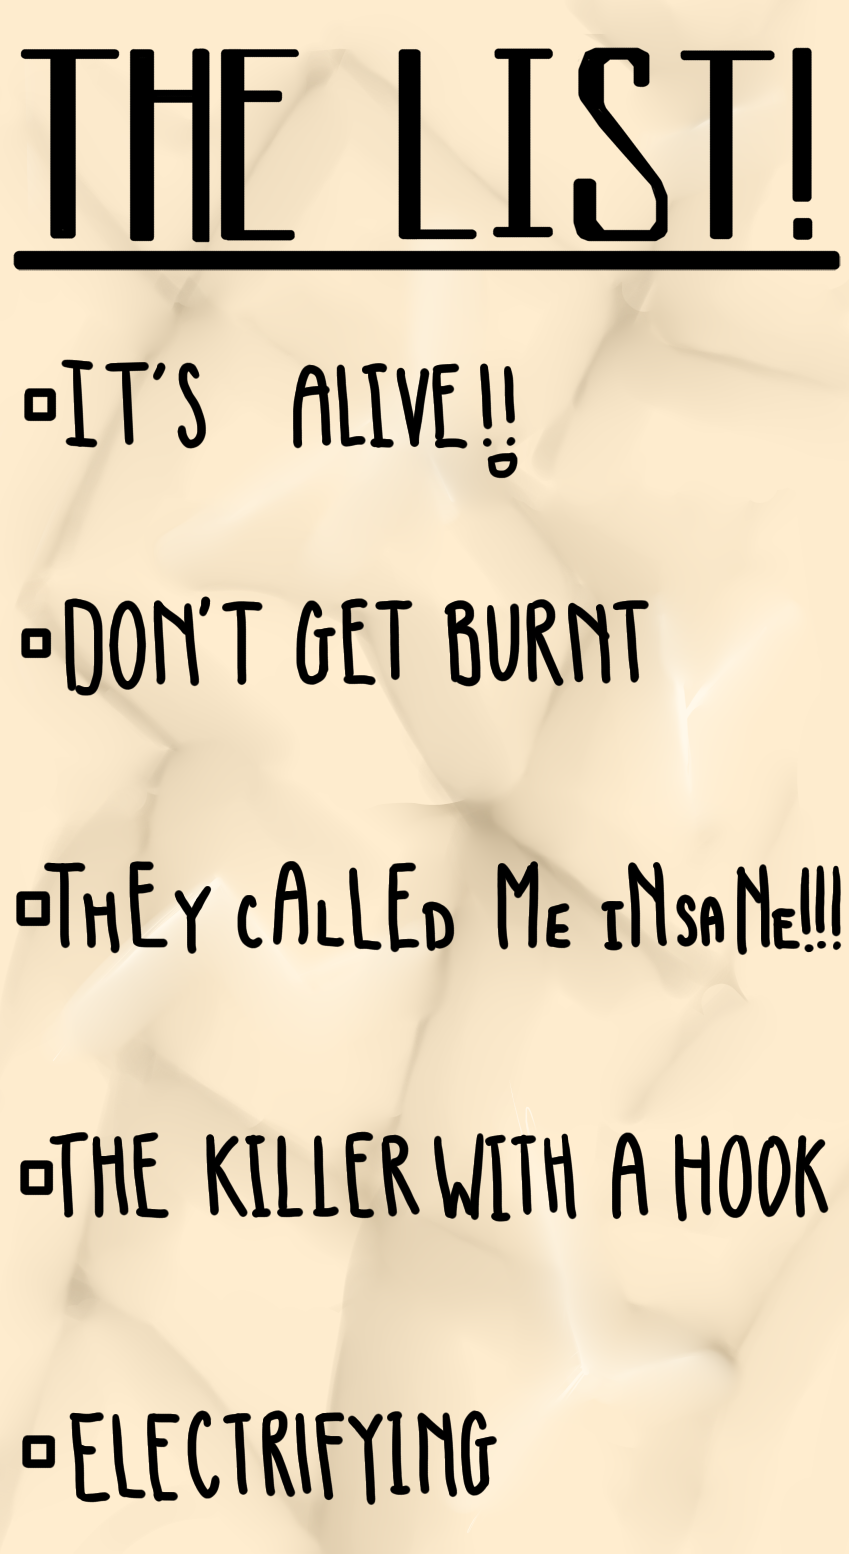 THE LIST!
IT'S ALIVE!!
DON'T GET BURNT
THEY cALLED ME iNSANE!!!
THE KILLER WITH A HOOK
ELECTRIFYING